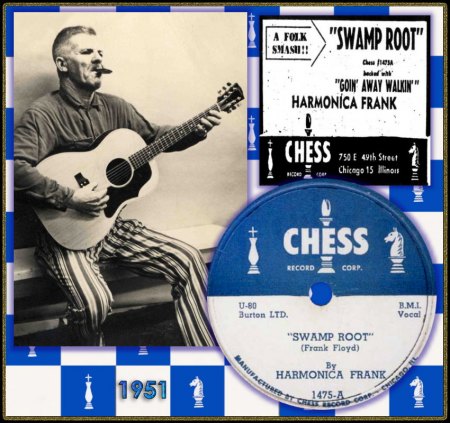 A FOLK
SMASH!!
"SWAMP ROOT"
Chess #1475A
backed with
"GOIN' AWAY WALKIN'"
HARMONICA FRANK
CHESS
RECORD CORP.
750 E 49th Street
Chicago 15 Illinois
CHESS
RECORD CORP.
U-80
Burton LTD.
B.M.I.
Vocal
"SWAMP ROOT"
(Frank Floyd)
By
HARMONICA FRANK
1475-A
MANUFACTURED BY CHESS RECORD CORP. - CHICAGO, ILL.
1951